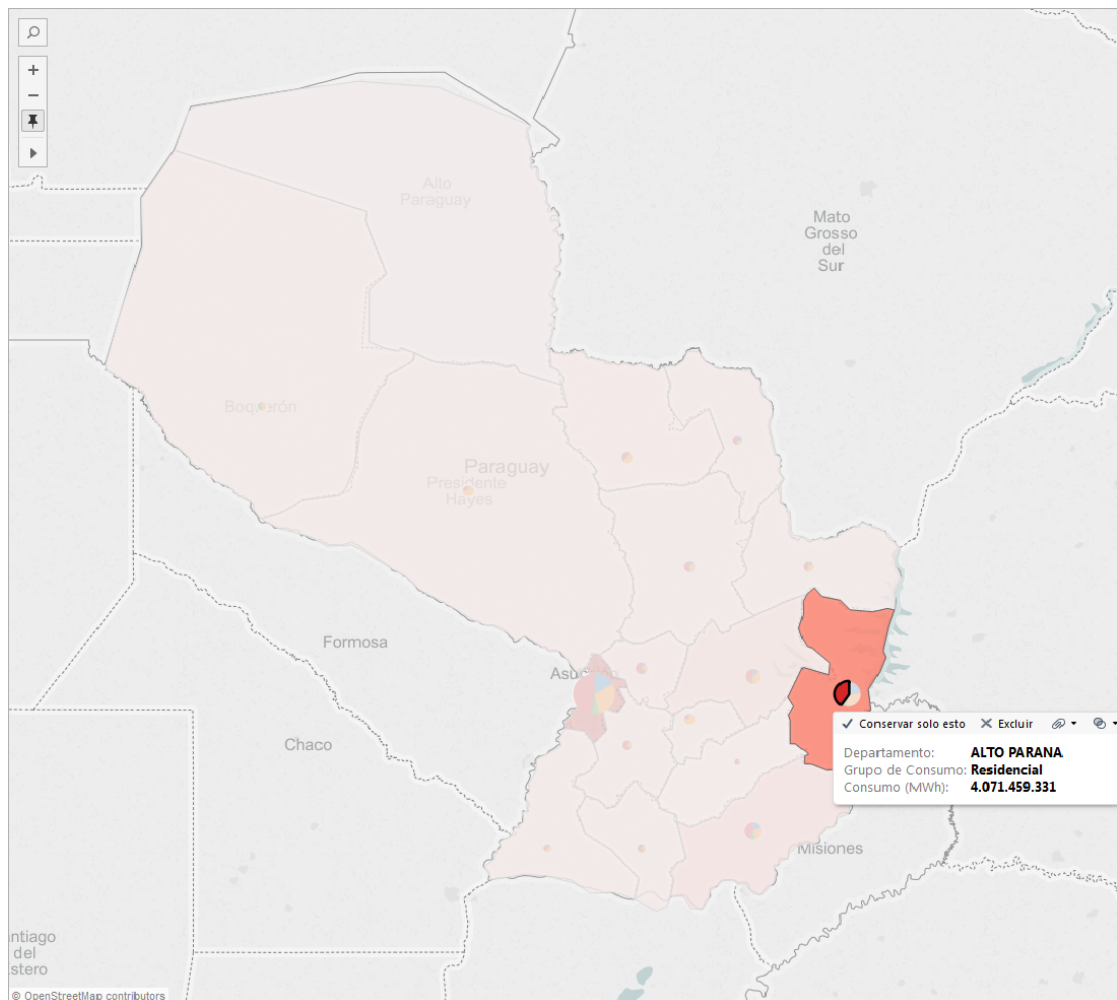 Alto
Paraguay
Mato
Grosso
del
Sur
Boquerón
Paraguay
Presidente
Hayes
Formosa
Chaco
✓ Conservar solo esto ✕ Excluir
Departamento: ALTO PARANA
Grupo de Consumo: Residencial
Consumo (MWh): 4.071.459.331
Misiones
ntiago
del
stero
© OpenStreetMap contributors